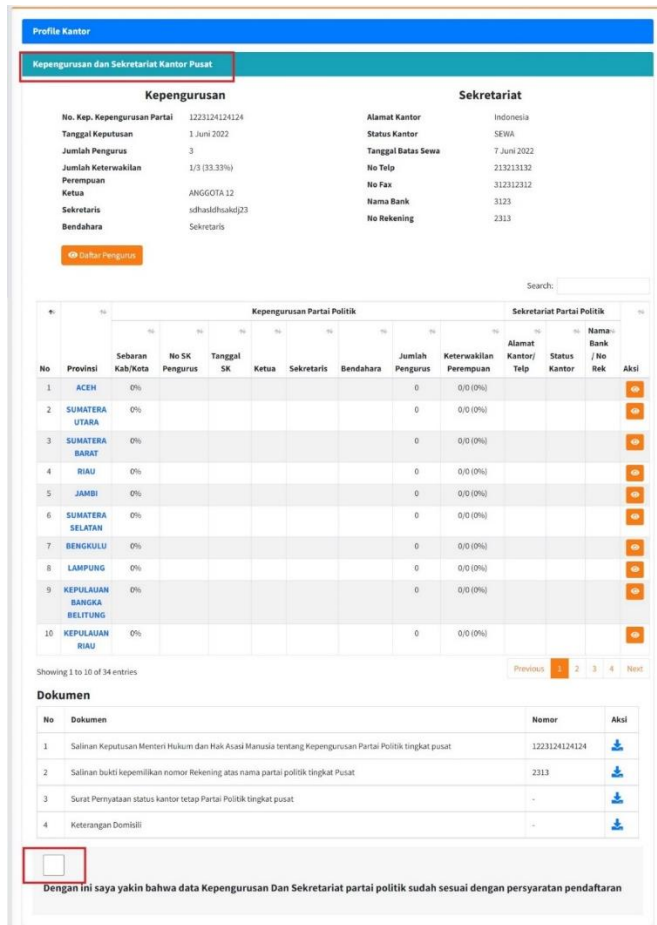 Profile Kantor
Kepengurusan dan Sekretariat Kantor Pusat
Kepengurusan
No. Kep. Kepengurusan Partai 1223124124124
Tanggal Keputusan 1 Juni 2022
Jumlah Pengurus 3
Jumlah Keterwakilan Perempuan 1/3 (33.33%)
Ketua ANGGOTA 12
Sekretaris sdhasldhsakdj23
Bendahara Sekretaris
Daftar Pengurus
Sekretariat
Alamat Kantor Indonesia
Status Kantor SEWA
Tanggal Batas Sewa 7 Juni 2022
No Telp 213213132
No Fax 312312312
Nama Bank 3123
No Rekening 2313
Search:
Kepengurusan Partai Politik Sekretariat Partai Politik
No Provinsi Sebaran Kab/Kota No SK Pengurus Tanggal SK Ketua Sekretaris Bendahara Jumlah Pengurus Keterwakilan Perempuan Alamat Kantor/ Telp Status Kantor Nama Bank / No Rek Aksi
1 ACEH 0% 0 0/0 (0%)
2 SUMATERA UTARA 0% 0 0/0 (0%)
3 SUMATERA BARAT 0% 0 0/0 (0%)
4 RIAU 0% 0 0/0 (0%)
5 JAMBI 0% 0 0/0 (0%)
6 SUMATERA SELATAN 0% 0 0/0 (0%)
7 BENGKULU 0% 0 0/0 (0%)
8 LAMPUNG 0% 0 0/0 (0%)
9 KEPULAUAN BANGKA BELITUNG 0% 0 0/0 (0%)
10 KEPULAUAN RIAU 0% 0 0/0 (0%)
Showing 1 to 10 of 34 entries
Previous 1 2 3 4 Next
Dokumen
No Dokumen Nomor Aksi
1 Salinan Keputusan Menteri Hukum dan Hak Asasi Manusia tentang Kepengurusan Partai Politik tingkat pusat 1223124124124
2 Salinan bukti kepemilikan nomor Rekening atas nama partai politik tingkat Pusat 2313
3 Surat Pernyataan status kantor tetap Partai Politik tingkat pusat -
4 Keterangan Domisili -
Dengan ini saya yakin bahwa data Kepengurusan Dan Sekretariat partai politik sudah sesuai dengan persyaratan pendaftaran